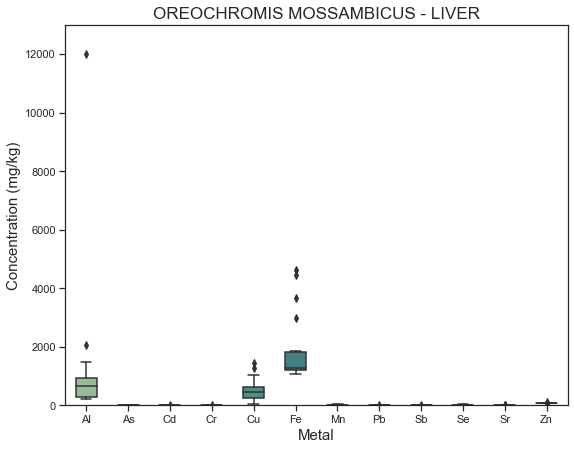 OREOCHROMIS MOSSAMBICUS - LIVER
12000
10000
8000
6000
4000
2000
0
Concentration (mg/kg)
Al As Cd Cr Cu Fe Mn Pb Sb Se Sr Zn
Metal